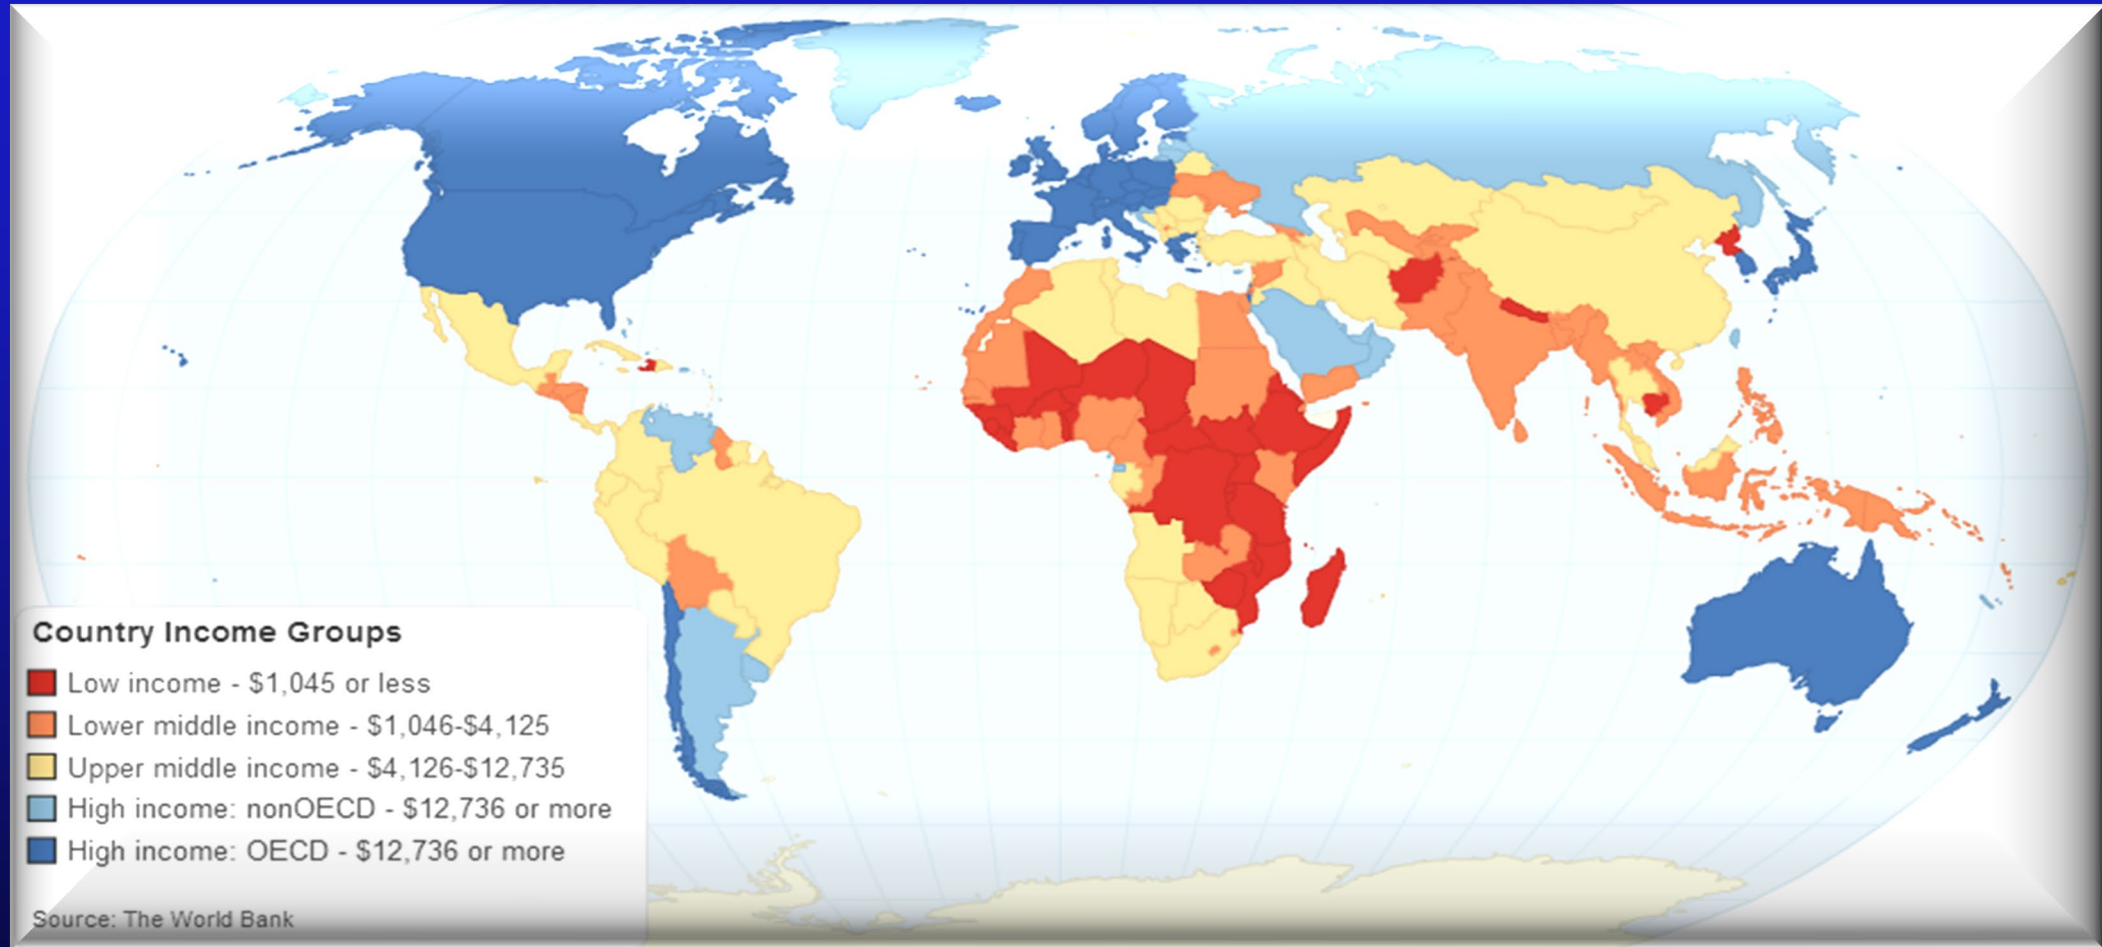 Country Income Groups
Low income - $1,045 or less
Lower middle income - $1,046-$4,125
Upper middle income - $4,126-$12,735
High income: nonOECD - $12,736 or more
High income: OECD - $12,736 or more
Source: The World Bank